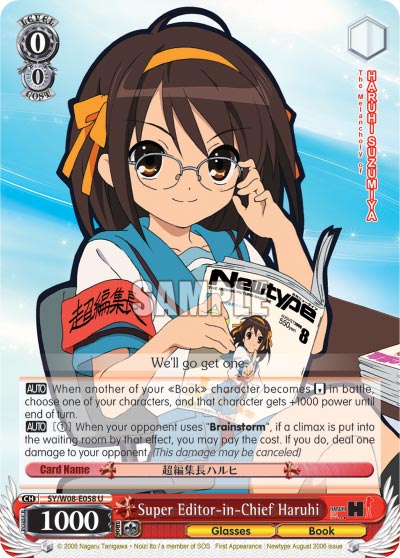 LEVEL
0
0
COST
The Melancholy of
HARUHI SUZUMIYA
超編集長
Newtype
AUGUST 2006
550yen
8
SAMPLE
We'll go get one.
AUTO When another of your «Book» character becomes in battle,
choose one of your characters, and that character gets +1000 power until
end of turn.
AUTO [①] When your opponent uses "Brainstorm", if a climax is put into
the waiting room by that effect, you may pay the cost. If you do, deal one
damage to your opponent. (This damage may be canceled)
Card Name 超編集長ハルヒ
CH SY/W08-E058 U
1000
Super Editor-in-Chief Haruhi
Glasses Book
© 2006 Nagaru Tanigawa • Noizi Ito / a member of SOS First Appearance : Newtype August 2006 issue